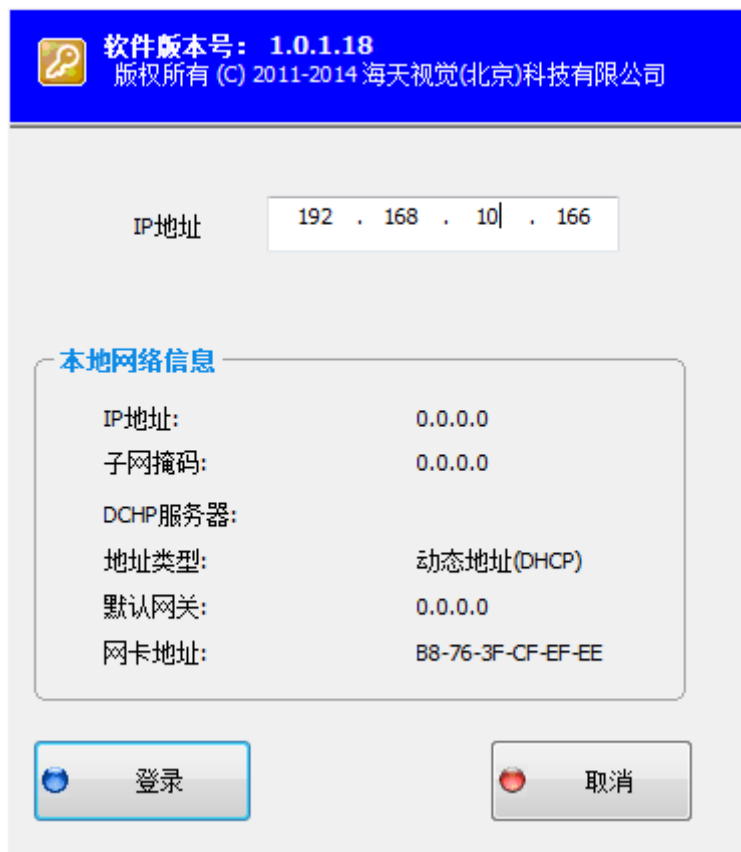 软件版本号： 1.0.1.18
版权所有 (C) 2011-2014 海天视觉(北京)科技有限公司
IP地址 192 . 168 . 10 . 166
本地网络信息
IP地址: 0.0.0.0
子网掩码: 0.0.0.0
DCHP服务器:
地址类型: 动态地址(DHCP)
默认网关: 0.0.0.0
网卡地址: B8-76-3F-CF-EF-EE
登录 取消